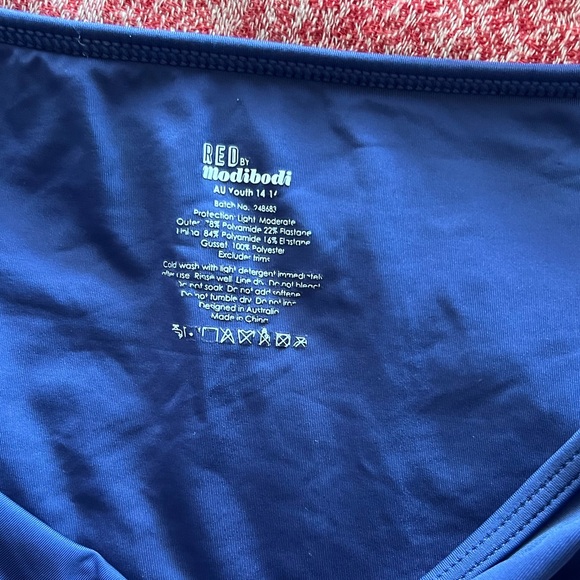 RED BY
modibodi
AU Youth 14
Batch No. 248683
Protection: Light Moderate
Outer 78% Polyamide 22% Elastane
84% Polyamide 16% Elastane
Gusset 100% Polyester
Excludes trims
Cold wash with light detergent immediately
after use. Rinse well. Line dry. Do not bleach
Do not soak. Do not add softener
Do not tumble dry. Do not iron
Designed in Australia
Made in China